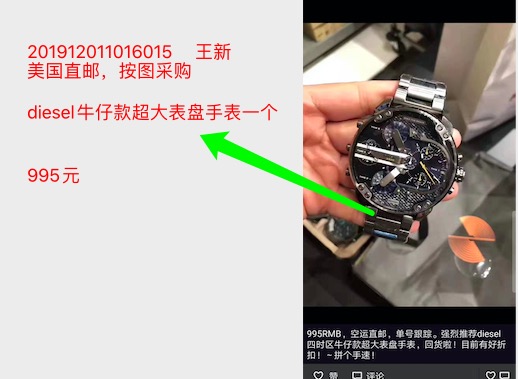 201912011016015 王新
美国直邮，按图采购
diesel牛仔款超大表盘手表一个
995元
995RMB，空运直邮，单号跟踪。强烈推荐diesel
四时区牛仔款超大表盘手表，回货啦！目前有好折
扣！~拼个手速！
赞 评论